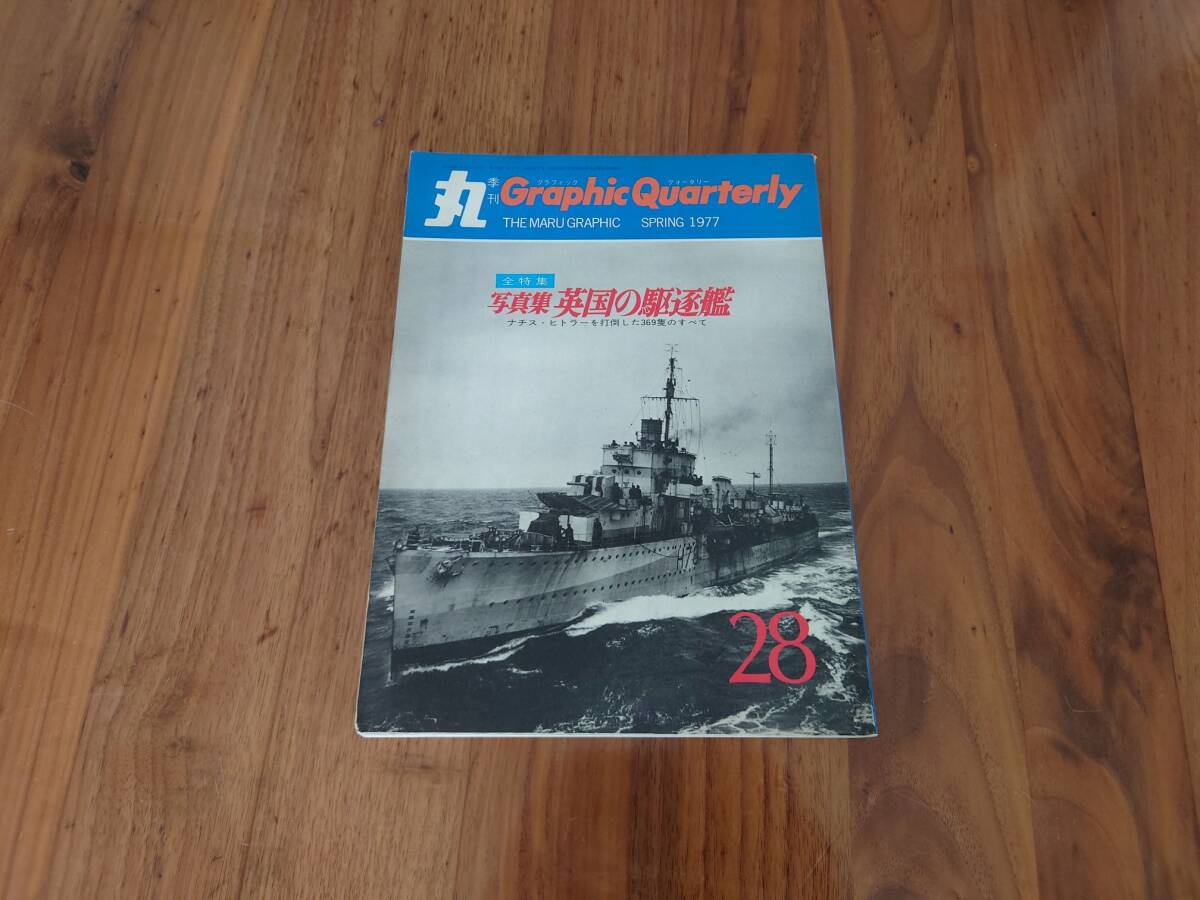 丸 季刊 Graphic Quarterly
グラフィック クォータリー
THE MARU GRAPHIC SPRING 1977
全特集
写真集 英国の駆逐艦
ナチス・ヒトラーを打倒した369隻のすべて
H78
28